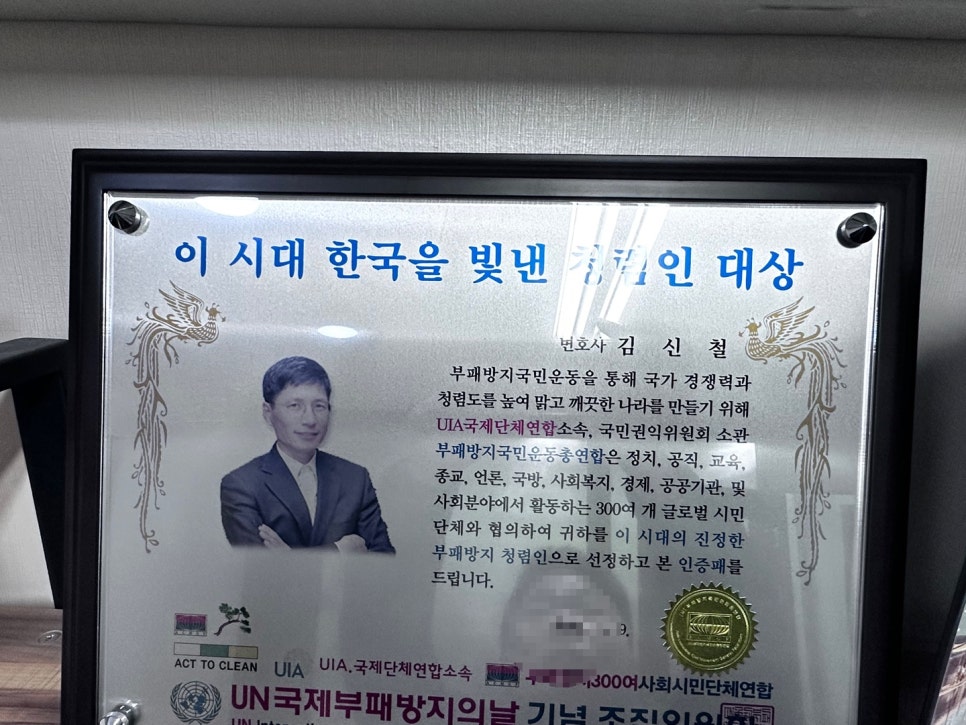 이 시대 한국을 빛낸 청렴인 대상
변호사 김 신 철
부패방지국민운동을 통해 국가 경쟁력과
청렴도를 높여 맑고 깨끗한 나라를 만들기 위해
UIA국제단체연합소속, 국민권익위원회 소관
부패방지국민운동총연합은 정치, 공직, 교육,
종교, 언론, 국방, 사회복지, 경제, 공공기관, 및
사회분야에서 활동하는 300여 개 글로벌 시민
단체와 협의하여 귀하를 이 시대의 진정한
부패방지 청렴인으로 선정하고 본 인증패를
드립니다.
9.
ACT TO CLEAN
UIA
UIA.국제단체연합소속
300여사회시민단체연합
UN국제부패방지의날 기념 조직위원회